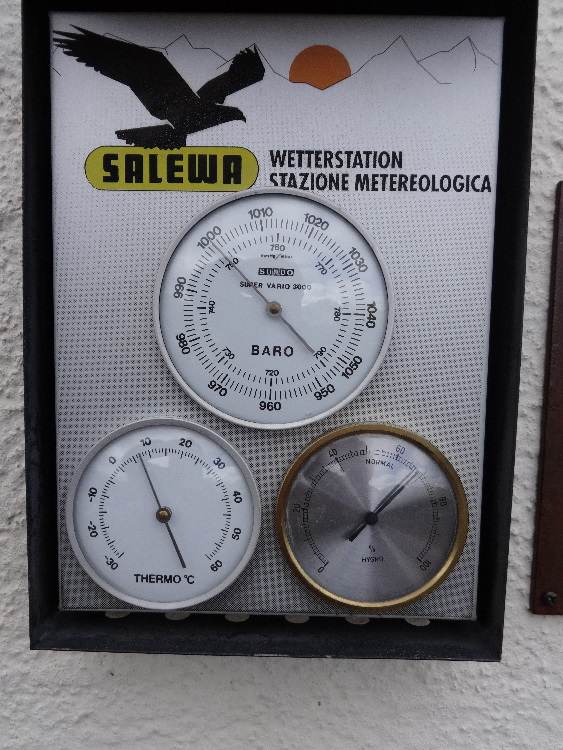 SALEWA
WETTERSTATION
STAZIONE METEREOLOGICA
960 970 980 990 1000 1010 1020 1030 1040 1050 950
720 730 740 750 760 770 780 790
SUNDO
SUPER VARIO 3000
BARO
-30 -20 -10 0 10 20 30 40 50 60
THERMO °C
0 20 40 60 80 100
NORMAL
%
HYGRO